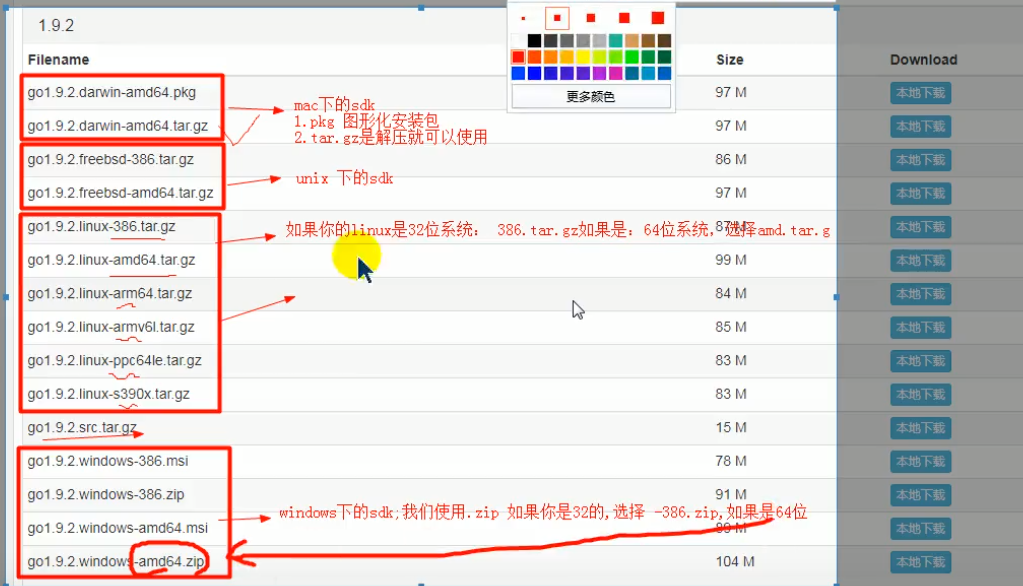 1.9.2
更多颜色
Filename Size Download
go1.9.2.darwin-amd64.pkg 97 M 本地下载
mac下的sdk
1.pkg 图形化安装包
go1.9.2.darwin-amd64.tar.gz 97 M 本地下载
2.tar.gz是解压就可以使用
go1.9.2.freebsd-386.tar.gz 86 M 本地下载
unix 下的sdk
go1.9.2.freebsd-amd64.tar.gz 97 M 本地下载
go1.9.2.linux-386.tar.gz 87 M 本地下载
如果你的linux是32位系统: 386.tar.gz如果是: 64位系统, 选择amd.tar.g
go1.9.2.linux-amd64.tar.gz 99 M 本地下载
go1.9.2.linux-arm64.tar.gz 84 M 本地下载
go1.9.2.linux-armv6l.tar.gz 85 M 本地下载
go1.9.2.linux-ppc64le.tar.gz 83 M 本地下载
go1.9.2.linux-s390x.tar.gz 83 M 本地下载
go1.9.2.src.tar.gz 15 M 本地下载
go1.9.2.windows-386.msi 78 M 本地下载
go1.9.2.windows-386.zip 91 M 本地下载
windows下的sdk;我们使用.zip 如果你是32的,选择 -386.zip,如果是64位
go1.9.2.windows-amd64.msi M 本地下载
go1.9.2.windows-amd64.zip 104 M 本地下载